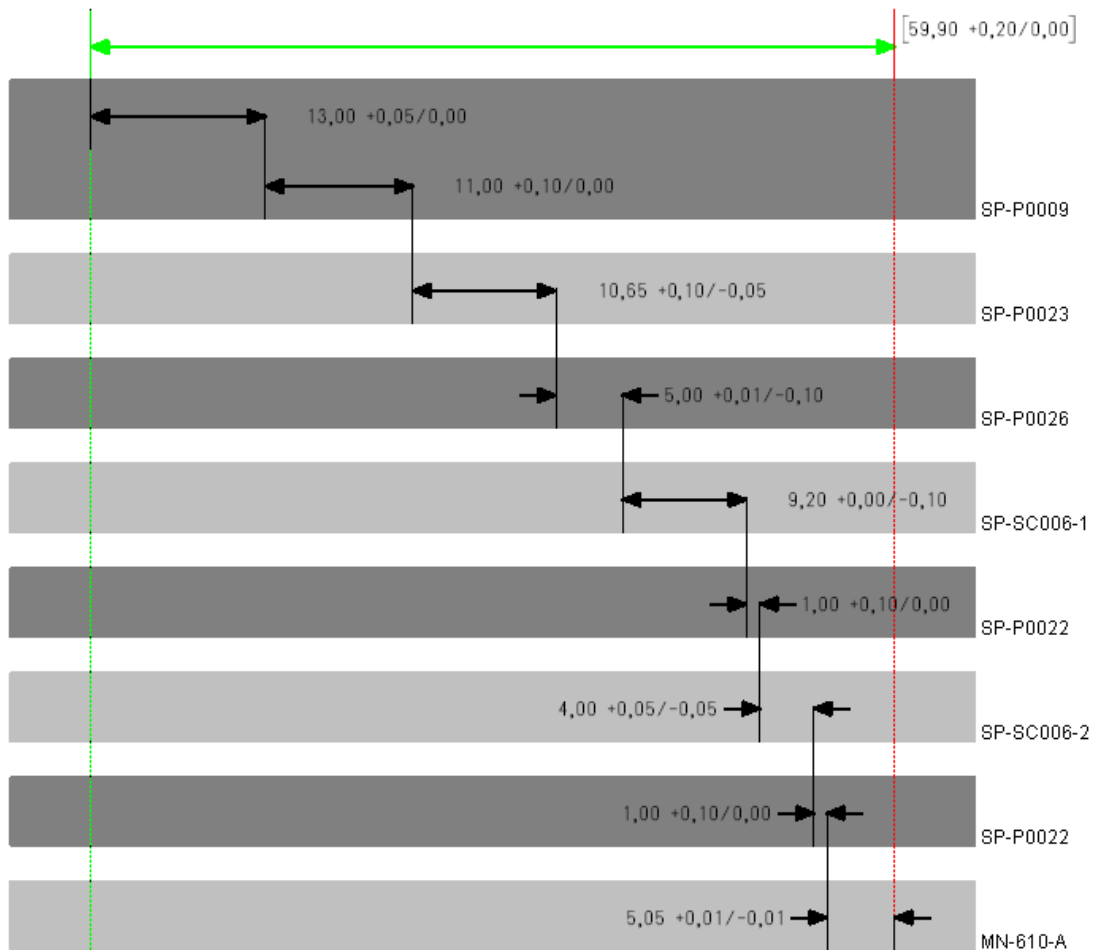 [59,90 +0,20/0,00]
13,00 +0,05/0,00
11,00 +0,10/0,00
SP-P0009
10,65 +0,10/-0,05
SP-P0023
5,00 +0,01/-0,10
SP-P0026
9,20 +0,00/-0,10
SP-SC006-1
1,00 +0,10/0,00
SP-P0022
4,00 +0,05/-0,05
SP-SC006-2
1,00 +0,10/0,00
SP-P0022
5,05 +0,01/-0,01
MN-610-A